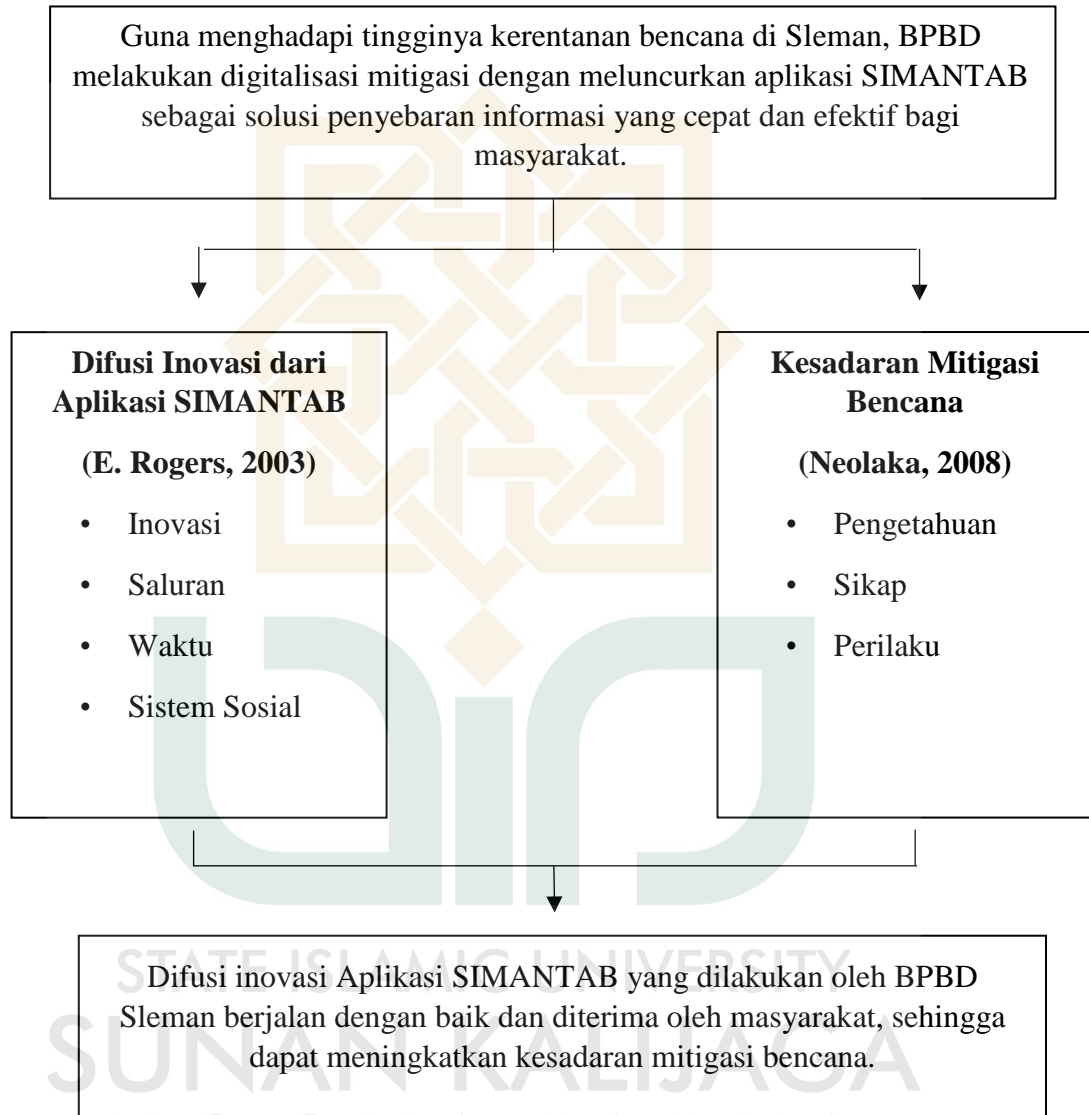 Guna menghadapi tingginya kerentanan bencana di Sleman, BPBD
melakukan digitalisasi mitigasi dengan meluncurkan aplikasi SIMANTAB
sebagai solusi penyebaran informasi yang cepat dan efektif bagi
masyarakat.
Difusi Inovasi dari
Aplikasi SIMANTAB
(E. Rogers, 2003)
• Inovasi
• Saluran
• Waktu
• Sistem Sosial
Kesadaran Mitigasi
Bencana
(Neolaka, 2008)
• Pengetahuan
• Sikap
• Perilaku
Difusi inovasi Aplikasi SIMANTAB yang dilakukan oleh BPBD
Sleman berjalan dengan baik dan diterima oleh masyarakat, sehingga
dapat meningkatkan kesadaran mitigasi bencana.
STATE ISLAMIC UNIVERSITY
SUNAN KALIJAGA